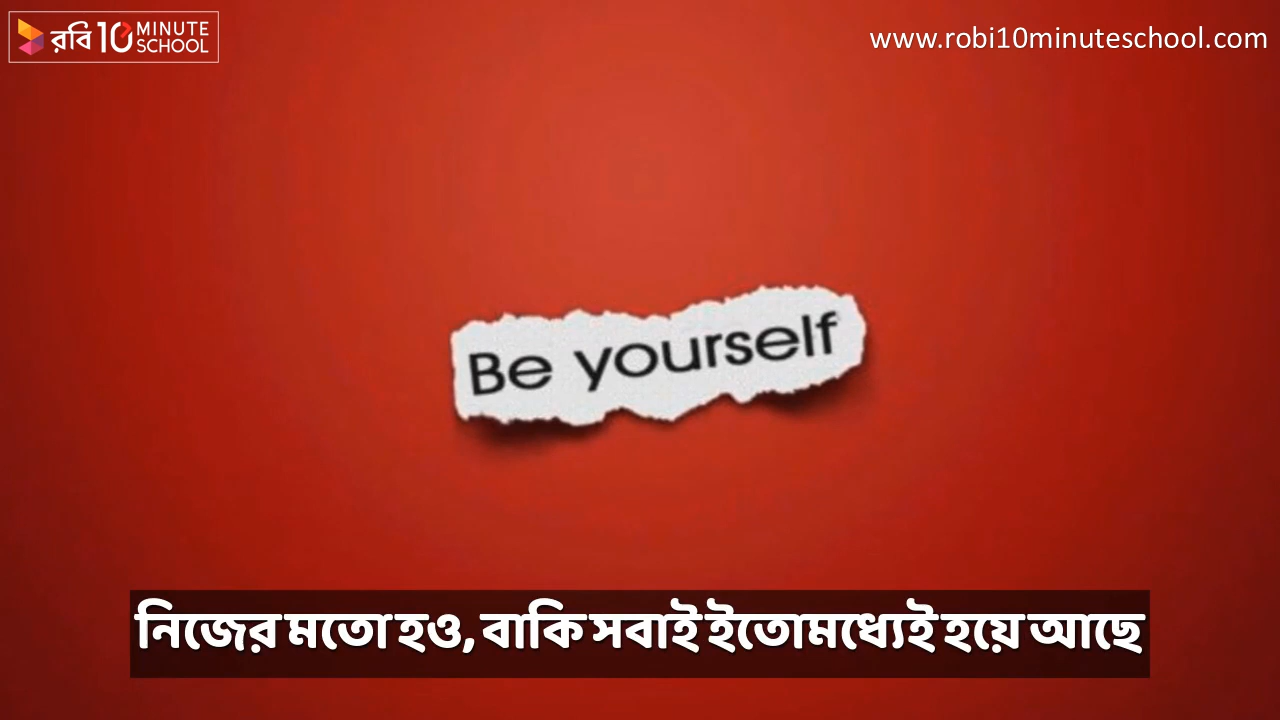 রবি 10 MINUTE SCHOOL
www.robi10minuteschool.com
Be yourself
নিজের মতো হও, বাকি সবাই ইতোমধ্যেই হয়ে আছে